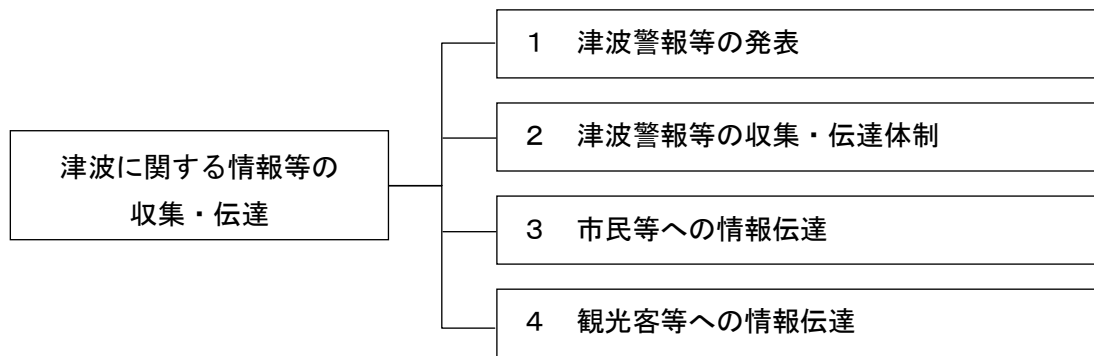 津波に関する情報等の
収集・伝達
１　津波警報等の発表
２　津波警報等の収集・伝達体制
３　市民等への情報伝達
４　観光客等への情報伝達